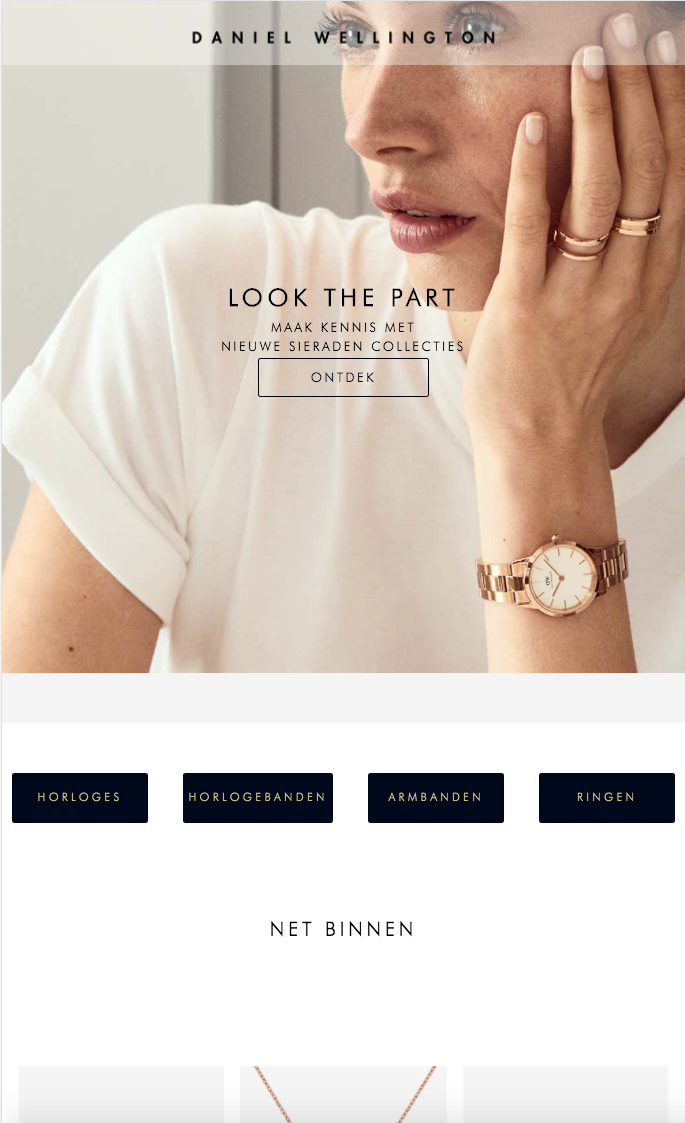 DANIEL WELLINGTON
LOOK THE PART
MAAK KENNIS MET
NIEUWE SIERADEN COLLECTIES
ONTDEK
HORLOGES
HORLOGEBANDEN
ARMBANDEN
RINGEN
NET BINNEN